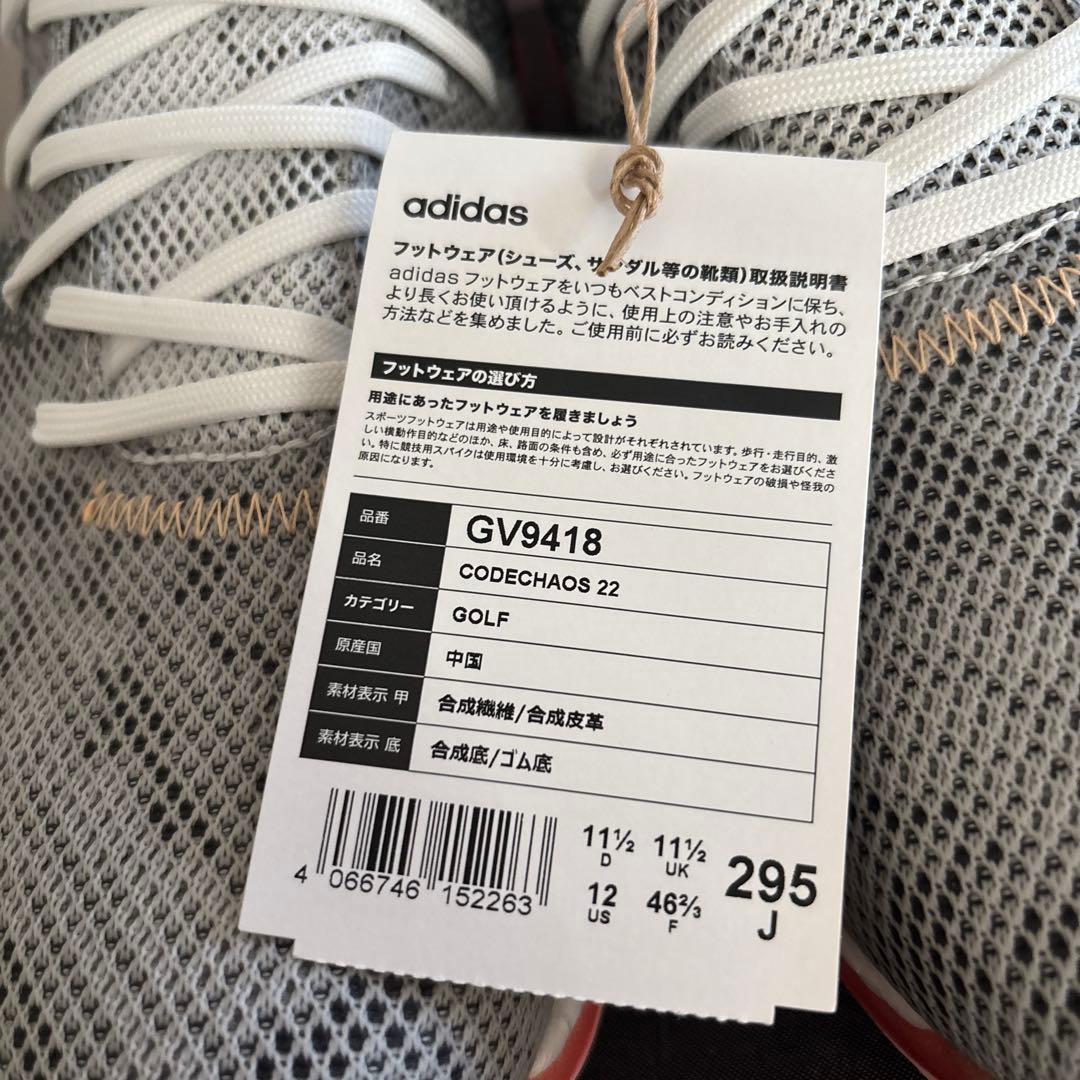 adidas
フットウェア(シューズ、サンダル等の靴類)取扱説明書
adidas フットウェアをいつもベストコンディションに保ち、
より長くお使い頂けるように、使用上の注意やお手入れの
方法などを集めました。ご使用前に必ずお読みください。
フットウェアの選び方
用途にあったフットウェアを履きましょう
スポーツフットウェアは用途や使用目的によって設計がそれぞれされています。歩行・走行目的、激
しい横動作目的などのほか、床、路面の条件も含め、必ず用途に合ったフットウェアをお選びくださ
い。特に競技用スパイクは使用環境を十分に考慮し、お選びください。フットウェアの破損や怪我の
原因になります。
品番 GV9418
品名 CODECHAOS 22
カテゴリー GOLF
原産国 中国
素材表示 甲 合成繊維/合成皮革
素材表示 底 合成底/ゴム底
4 066746 152263
11½ D 11½ UK
12 US 46⅔ F
295 J